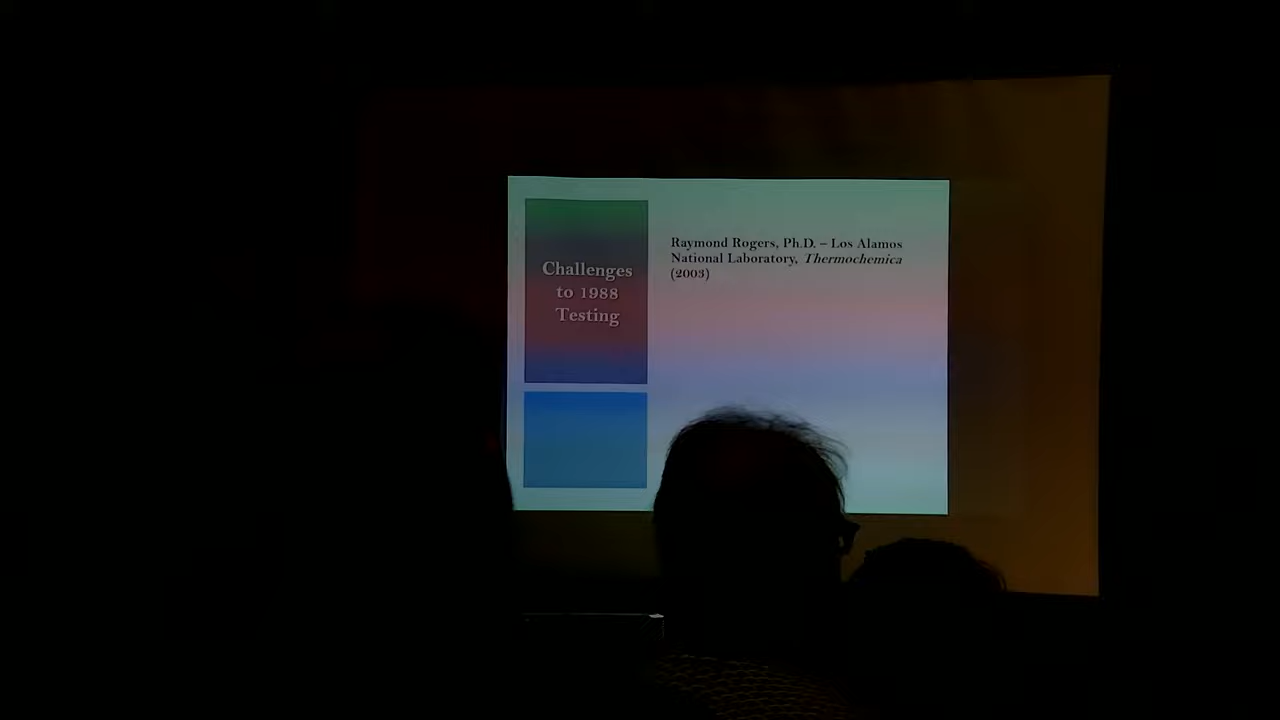 Challenges
to 1988
Testing
Raymond Rogers, Ph.D. – Los Alamos
National Laboratory, Thermochemica
(2003)